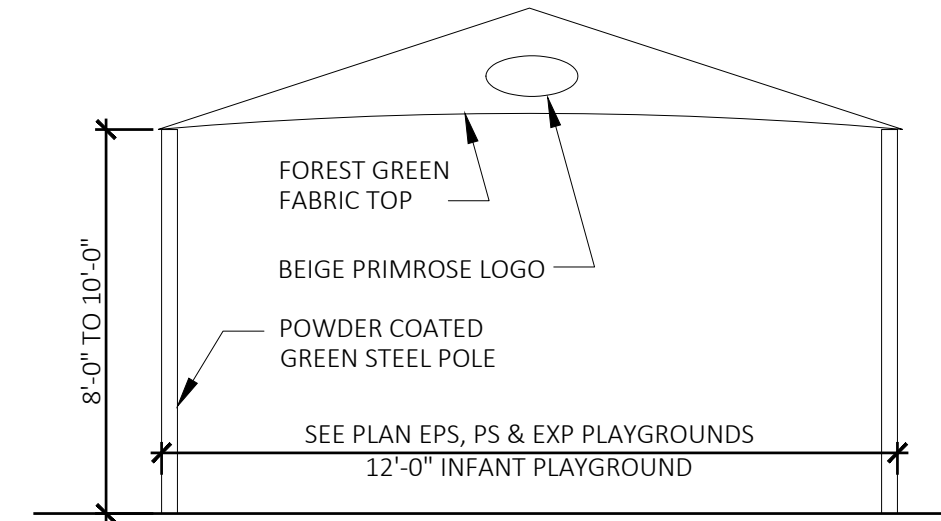 FOREST GREEN
FABRIC TOP
BEIGE PRIMROSE LOGO
POWDER COATED
GREEN STEEL POLE
8'-0" TO 10'-0"
SEE PLAN EPS, PS & EXP PLAYGROUNDS
12'-0" INFANT PLAYGROUND